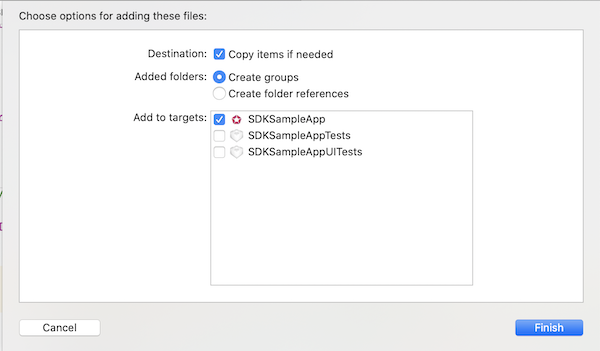 Choose options for adding these files:
Destination: Copy items if needed
Added folders: Create groups
Create folder references
Add to targets: SDKSampleApp
SDKSampleAppTests
SDKSampleAppUITests
Cancel Finish